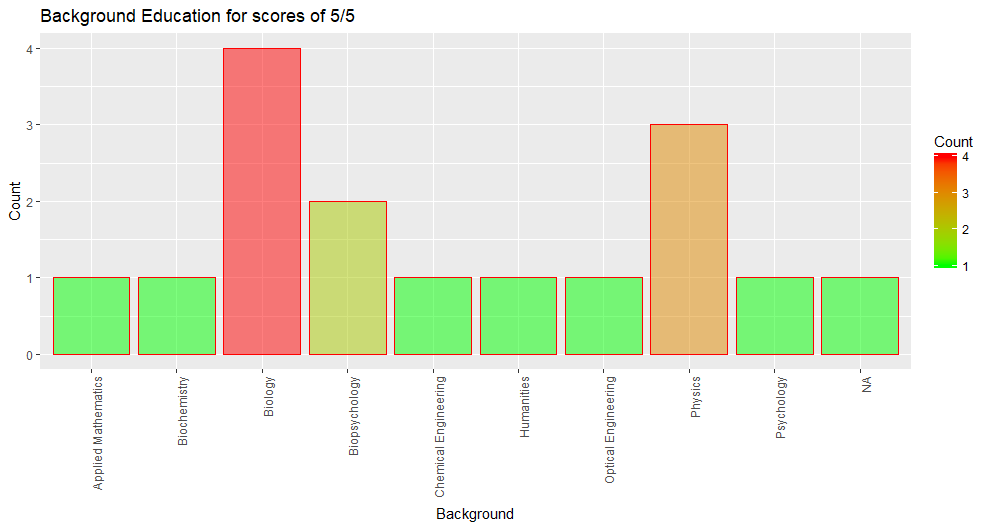 Background Education for scores of 5/5
Count
4
3
2
1
0
Applied Mathematics
Biochemistry
Biology
Biopsychology
Chemical Engineering
Humanities
Optical Engineering
Physics
Psychology
NA
Background
Count
4
3
2
1